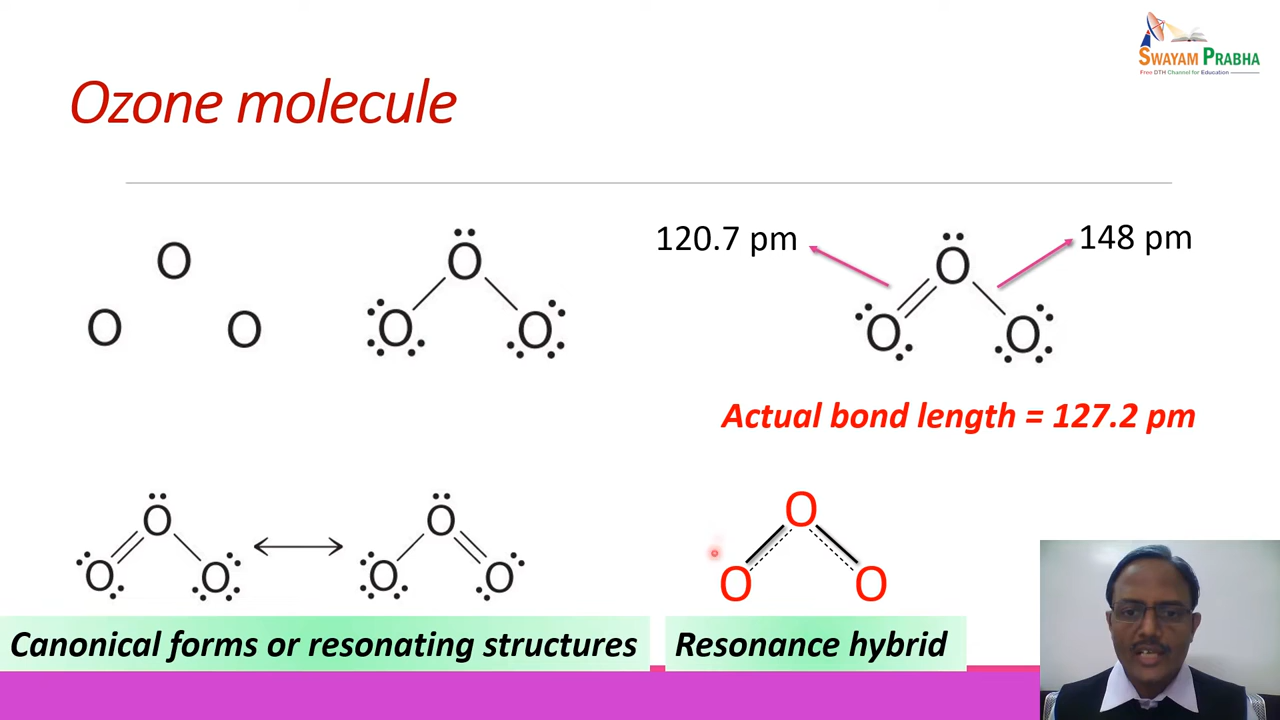 SWAYAM PRABHA
Free DTH Channel for Education
Ozone molecule
O
O O
O
O O
120.7 pm
148 pm
O
O O
Actual bond length = 127.2 pm
O
O O
O
O O
O
O O
Canonical forms or resonating structures
Resonance hybrid